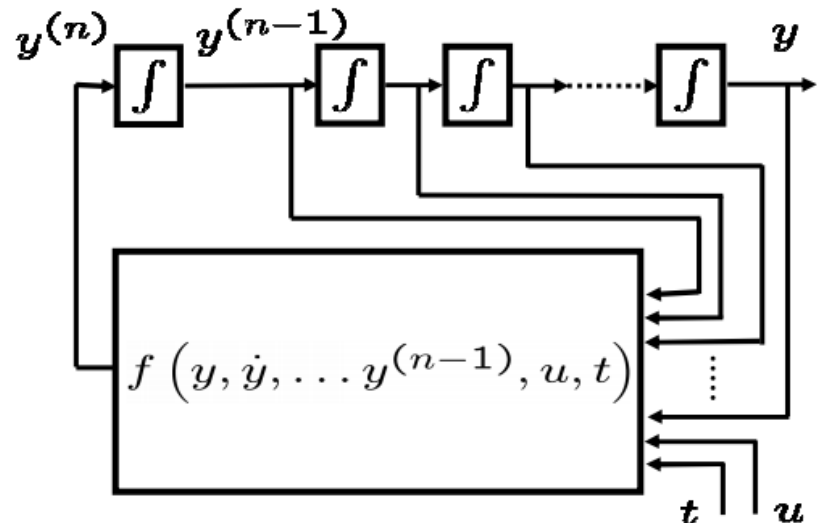 y^(n)
y^(n−1)
y
∫ ∫ ∫ ∫
f (y, ẏ, … y^(n−1), u, t)
t
u